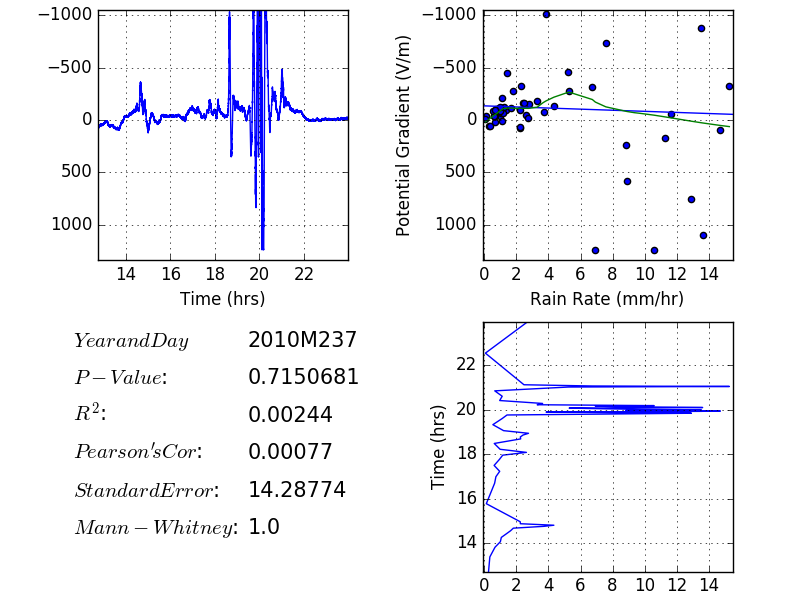 −1000
−500
0
500
1000
14 16 18 20 22
Time (hrs)
−1000
−500
0
500
1000
Potential Gradient (V/m)
0 2 4 6 8 10 12 14
Rain Rate (mm/hr)
YearandDay 2010M237
P−Value: 0.7150681
R²: 0.00244
Pearson'sCor: 0.00077
StandardError: 14.28774
Mann−Whitney: 1.0
22
20
18
16
14
Time (hrs)
0 2 4 6 8 10 12 14